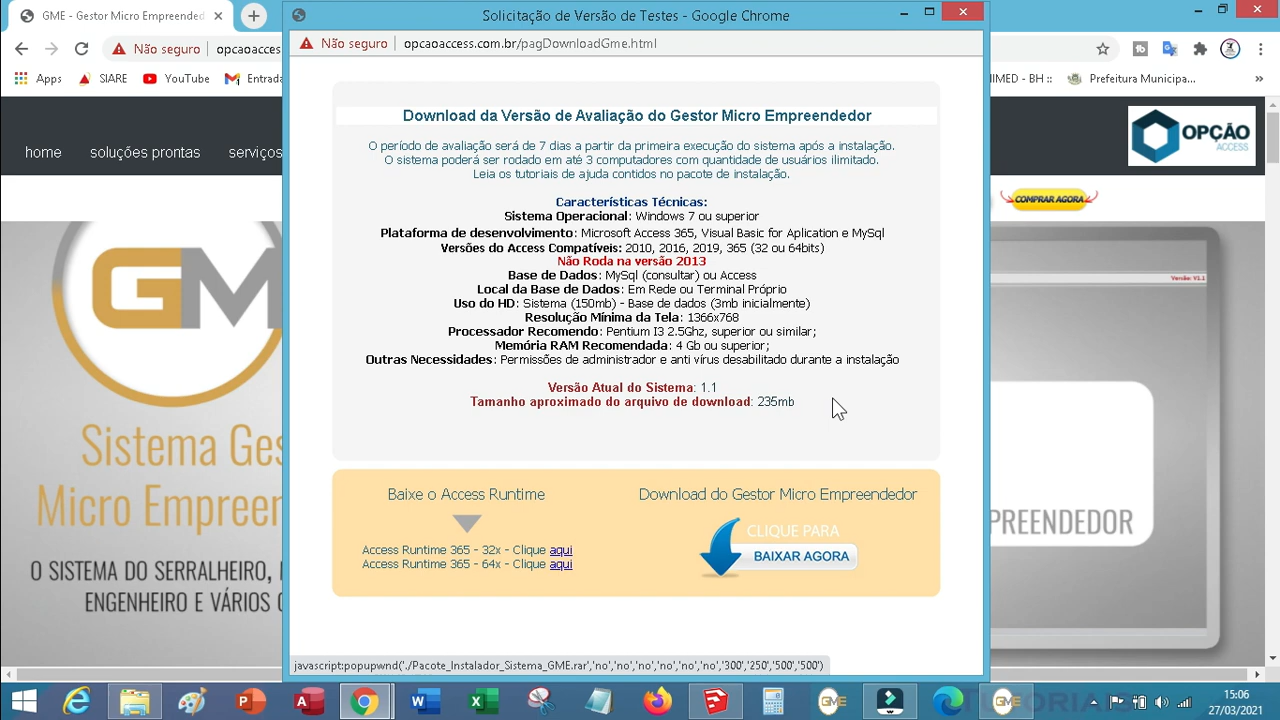 GME - Gestor Micro Empreended
Solicitação de Versão de Testes - Google Chrome
Não seguro
opcaoacces
Não seguro
opcaoaccess.com.br/pagDownloadGme.html
Apps
SIARE
YouTube
Entrada
IMED - BH ::
Prefeitura Municipa...
»
home
soluções prontas
serviços
OPÇÃO
ACCESS
COMPRAR AGORA
Download da Versão de Avaliação do Gestor Micro Empreendedor
O período de avaliação será de 7 dias a partir da primeira execução do sistema após a instalação.
O sistema poderá ser rodado em até 3 computadores com quantidade de usuários ilimitado.
Leia os tutoriais de ajuda contidos no pacote de instalação.
Características Técnicas:
Sistema Operacional: Windows 7 ou superior
Plataforma de desenvolvimento: Microsoft Access 365, Visual Basic for Aplication e MySql
Versões do Access Compatíveis: 2010, 2016, 2019, 365 (32 ou 64bits)
Não Roda na versão 2013
Base de Dados: MySql (consultar) ou Access
Local da Base de Dados: Em Rede ou Terminal Próprio
Uso do HD: Sistema (150mb) - Base de dados (3mb inicialmente)
Resolução Mínima da Tela: 1366x768
Processador Recomendo: Pentium I3 2.5Ghz, superior ou similar;
Memória RAM Recomendada: 4 Gb ou superior;
Outras Necessidades: Permissões de administrador e anti vírus desabilitado durante a instalação
Versão Atual do Sistema: 1.1
Tamanho aproximado do arquivo de download: 235mb
Baixe o Access Runtime
Access Runtime 365 - 32x - Clique aqui
Access Runtime 365 - 64x - Clique aqui
Download do Gestor Micro Empreendedor
CLIQUE PARA
BAIXAR AGORA
GM
Sistema Ges
Micro Empreen
O SISTEMA DO SERRALHEIRO,
ENGENHEIRO E VÁRIOS O
Versão: V1.1
PREENDEDOR
javascript:popupwnd('./Pacote_Instalador_Sistema_GME.rar','no','no','no','no','no','no','300','250','500','500')
GME
GME
TUTORIAIS
15:06
27/03/2021